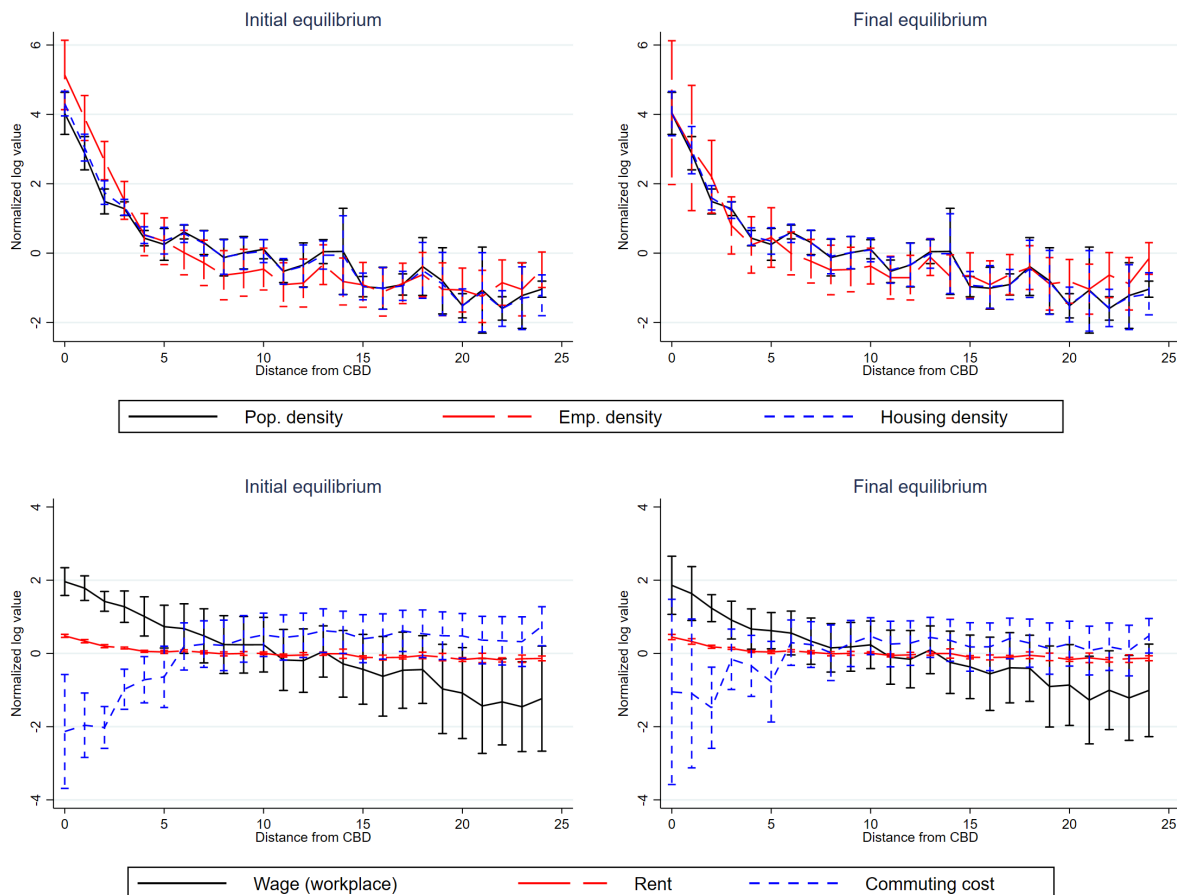 Initial equilibrium
Normalized log value
6
4
2
0
-2
0 5 10 15 20 25
Distance from CBD
Final equilibrium
Normalized log value
6
4
2
0
-2
0 5 10 15 20 25
Distance from CBD
Pop. density Emp. density Housing density
Initial equilibrium
Normalized log value
4
2
0
-2
-4
0 5 10 15 20 25
Distance from CBD
Final equilibrium
Normalized log value
4
2
0
-2
-4
0 5 10 15 20 25
Distance from CBD
Wage (workplace) Rent Commuting cost